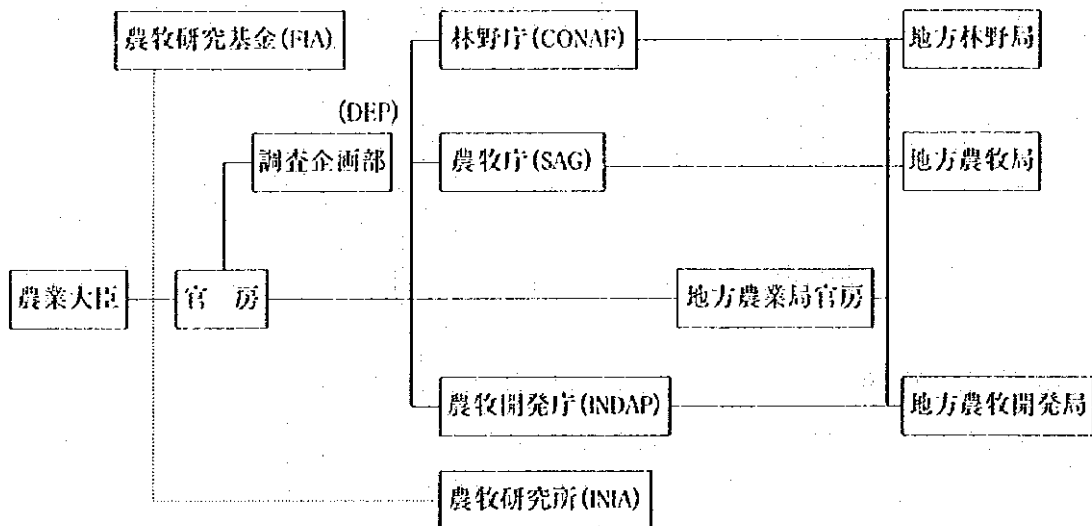 農牧研究基金(FIA)
林野庁(CONAF)
地方林野局
(DEP)
調査企画部
農牧庁(SAG)
地方農牧局
農業大臣
官 房
地方農業局官房
農牧開発庁(INDAP)
地方農牧開発局
農牧研究所(INIA)